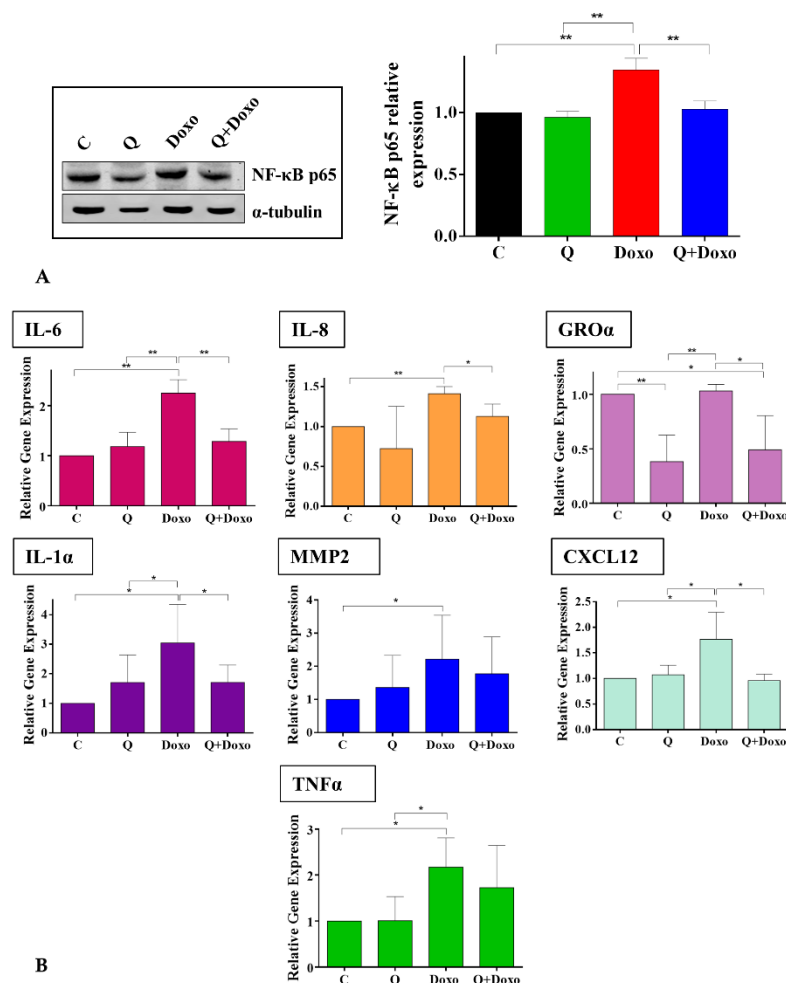 **
**
**
C
Q
Doxo
Q+Doxo
NF-κB p65
α-tubulin
NF-κB p65 relative
expression
1.0
0.5
0.0
C
Q
Doxo
Q+Doxo
A
IL-6
**
**
**
Relative Gene Expression
2
1
0
C
Q
Doxo
Q+Doxo
IL-8
**
*
Relative Gene Expression
1.5
1.0
0.5
0.0
C
Q
Doxo
Q+Doxo
GROα
**
*
*
**
Relative Gene Expression
1.0
0.5
0.0
C
Q
Doxo
Q+Doxo
IL-1α
*
*
*
Relative Gene Expression
4
3
2
1
0
C
Q
Doxo
Q+Doxo
MMP2
*
Relative Gene Expression
4
3
2
1
0
C
Q
Doxo
Q+Doxo
CXCL12
*
*
*
Relative Gene Expression
2.5
2.0
1.5
1.0
0.5
0.0
C
Q
Doxo
Q+Doxo
TNFα
*
*
Relative Gene Expression
3
2
1
0
C
Q
Doxo
Q+Doxo
B